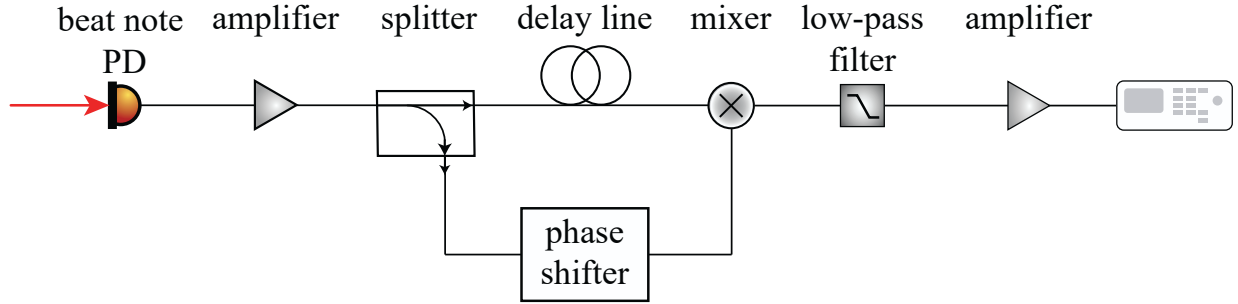 beat note
PD
amplifier
splitter
delay line
mixer
low-pass
filter
amplifier
phase
shifter